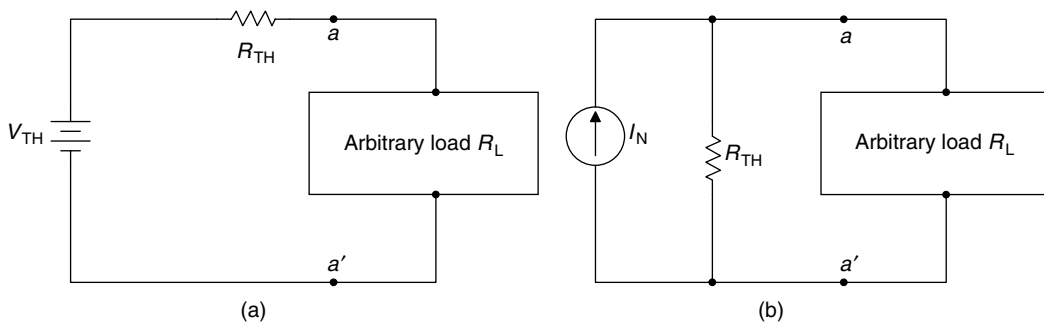 a
R_TH
V_TH
Arbitrary load R_L
a′
(a)
a
I_N
R_TH
Arbitrary load R_L
a′
(b)